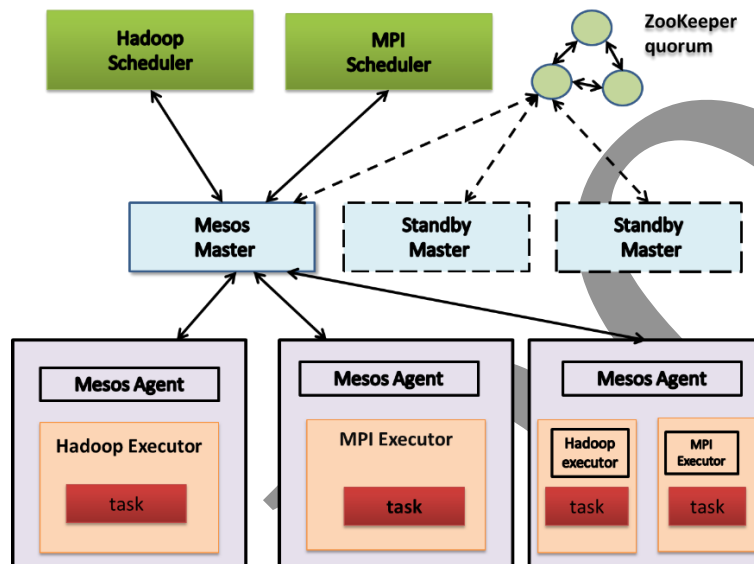 Hadoop
Scheduler
MPI
Scheduler
ZooKeeper
quorum
Mesos
Master
Standby
Master
Standby
Master
Mesos Agent
Hadoop Executor
task
Mesos Agent
MPI Executor
task
Mesos Agent
Hadoop
executor
task
MPI
Executor
task